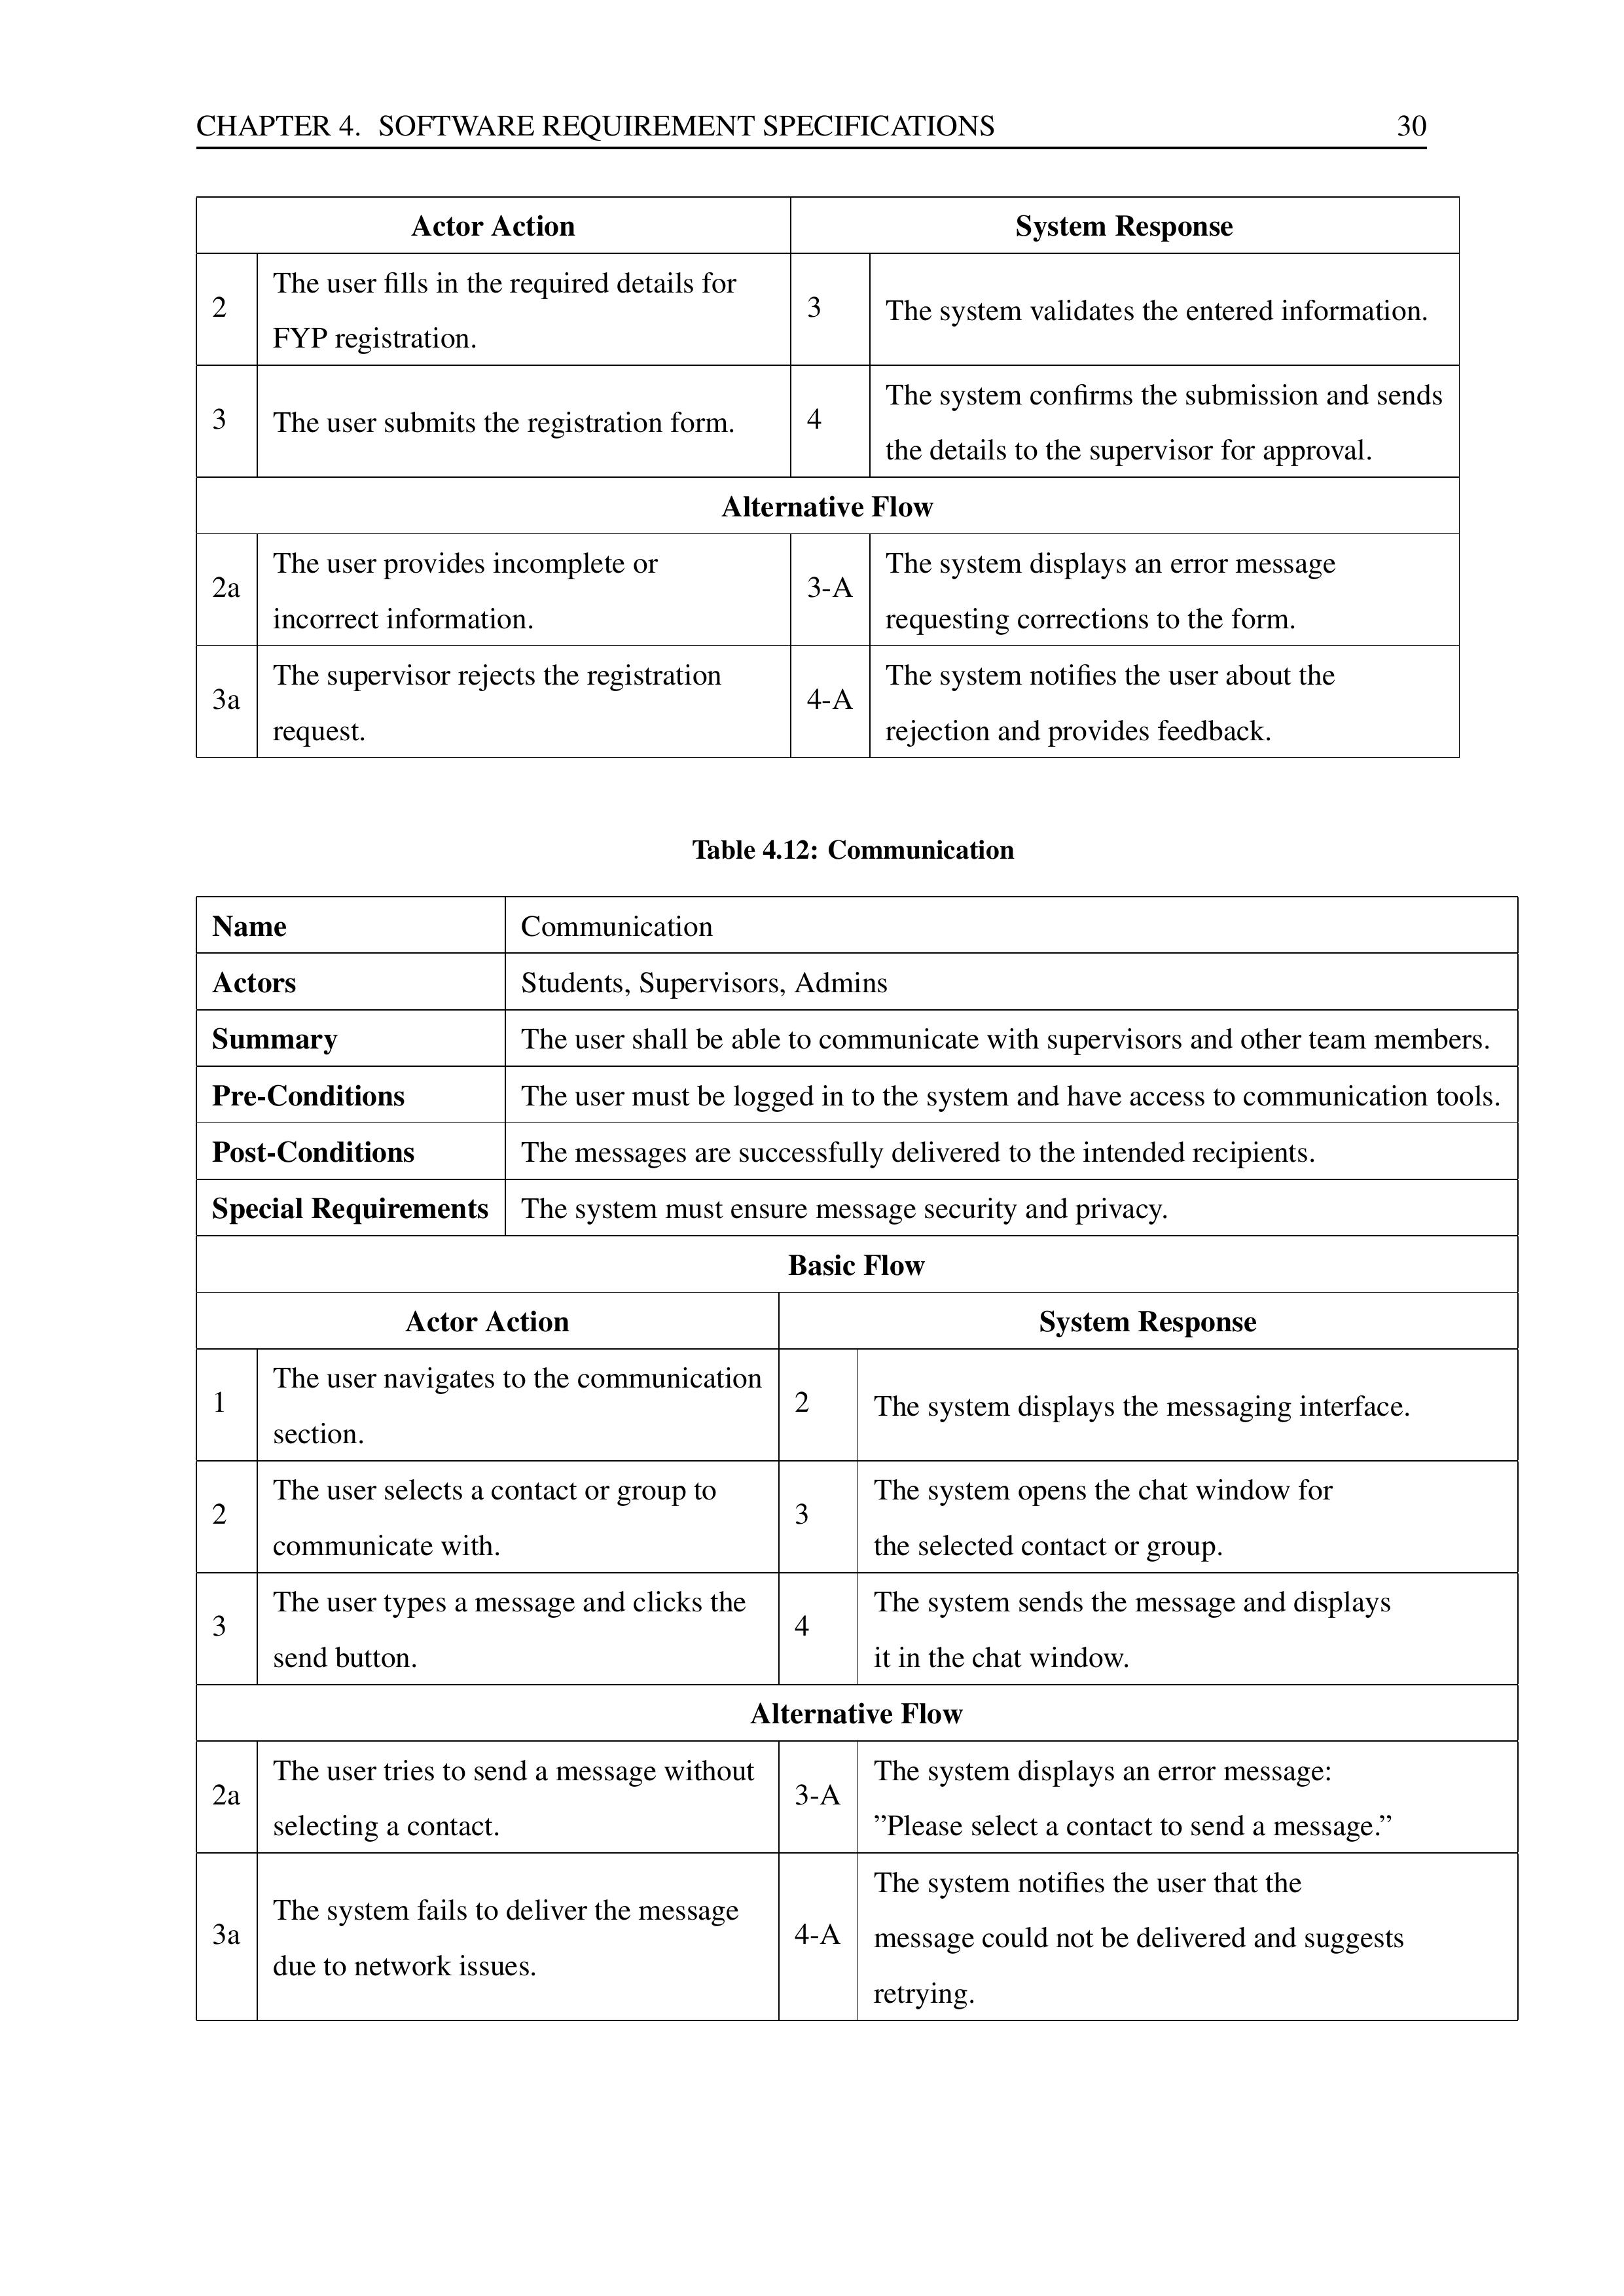 CHAPTER 4. SOFTWARE REQUIREMENT SPECIFICATIONS 30
Actor Action System Response
2 The user fills in the required details for
FYP registration.
3 The system validates the entered information.
3 The user submits the registration form.
4 The system confirms the submission and sends
the details to the supervisor for approval.
Alternative Flow
2a The user provides incomplete or
incorrect information.
3-A The system displays an error message
requesting corrections to the form.
3a The supervisor rejects the registration
request.
4-A The system notifies the user about the
rejection and provides feedback.
Table 4.12: Communication
Name Communication
Actors Students, Supervisors, Admins
Summary The user shall be able to communicate with supervisors and other team members.
Pre-Conditions The user must be logged in to the system and have access to communication tools.
Post-Conditions The messages are successfully delivered to the intended recipients.
Special Requirements The system must ensure message security and privacy.
Basic Flow
Actor Action System Response
1 The user navigates to the communication
section.
2 The system displays the messaging interface.
2 The user selects a contact or group to
communicate with.
3 The system opens the chat window for
the selected contact or group.
3 The user types a message and clicks the
send button.
4 The system sends the message and displays
it in the chat window.
Alternative Flow
2a The user tries to send a message without
selecting a contact.
3-A The system displays an error message:
”Please select a contact to send a message.”
3a The system fails to deliver the message
due to network issues.
4-A The system notifies the user that the
message could not be delivered and suggests
retrying.